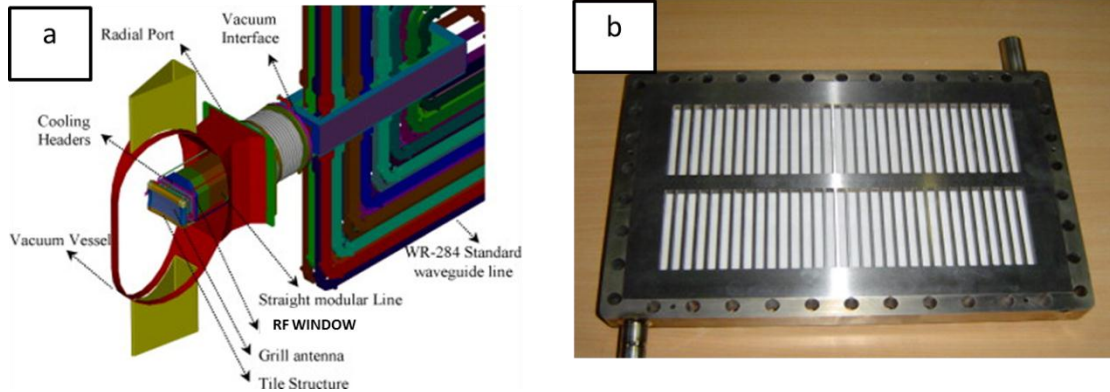 a
Radial Port
Vacuum
Interface
b
Cooling
Headers
Vacuum Vessel
WR-284 Standard
waveguide line
Straight modular Line
RF WINDOW
Grill antenna
Tile Structure